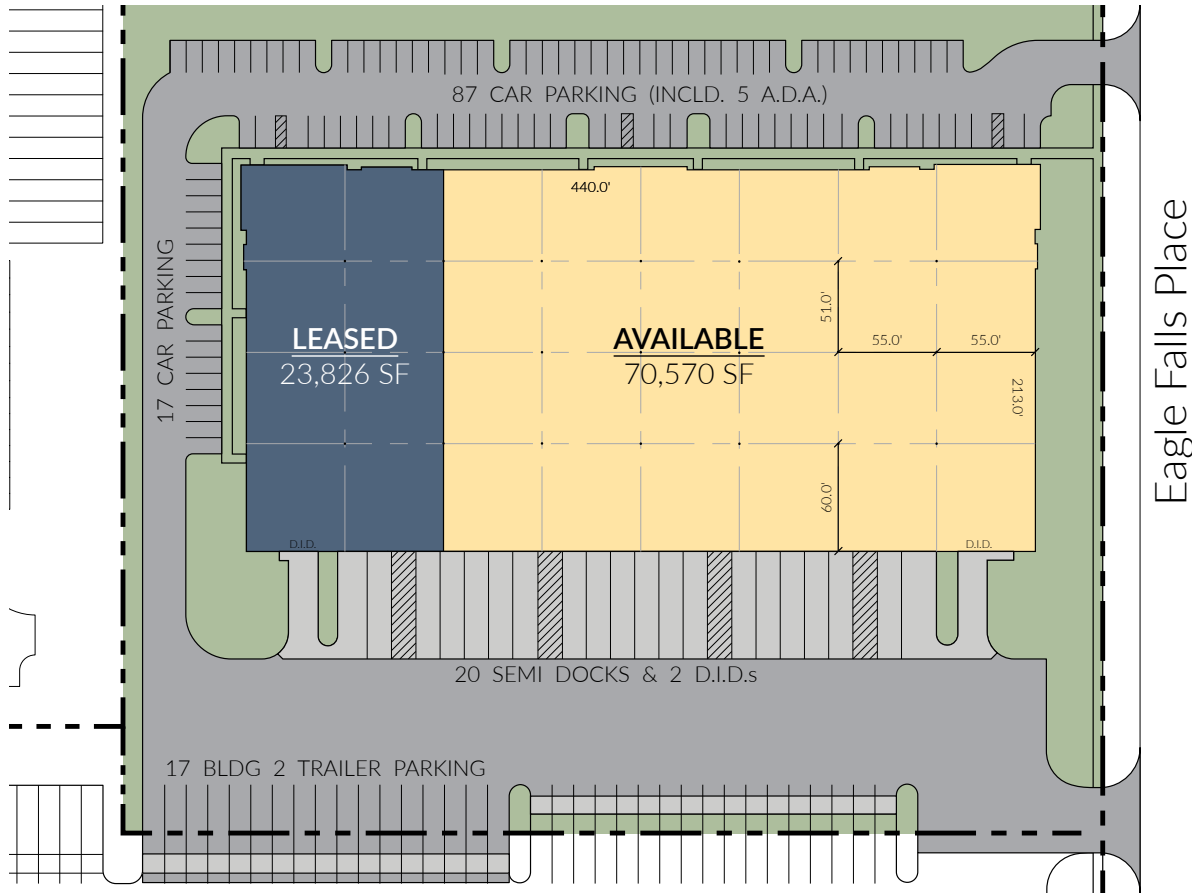 87 CAR PARKING (INCLD. 5 A.D.A.)
440.0'
17 CAR PARKING
LEASED
23,826 SF
AVAILABLE
70,570 SF
51.0'
55.0'
55.0'
213.0'
60.0'
D.I.D.
D.I.D.
20 SEMI DOCKS & 2 D.I.D.s
17 BLDG 2 TRAILER PARKING
Eagle Falls Place